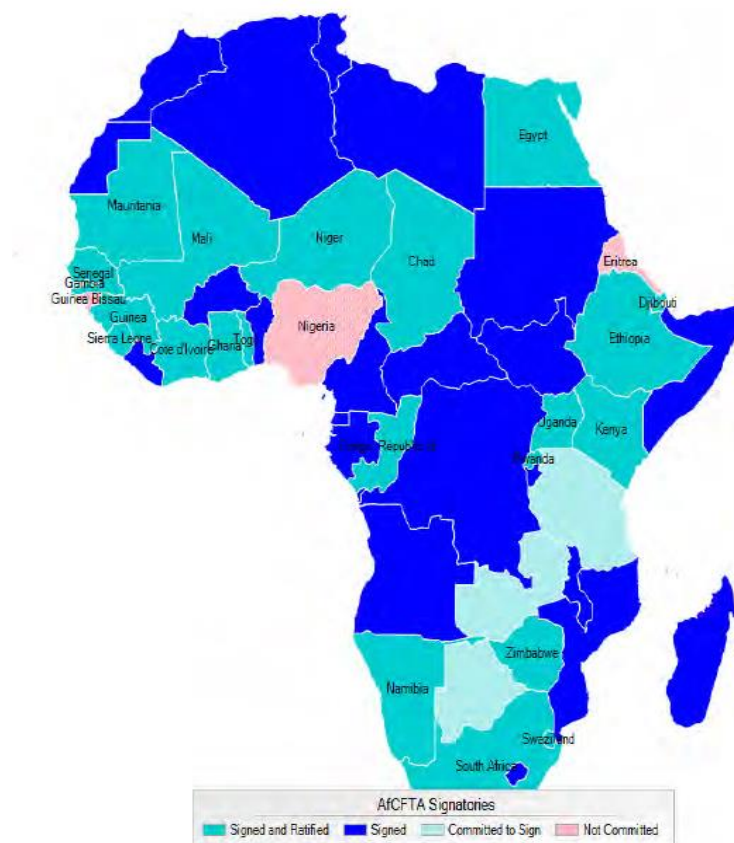 Egypt
Mauritania
Mali
Niger
Chad
Eritrea
Senegal
Gambia
Guinea Bissau
Djibouti
Guinea
Nigeria
Sierra Leone
Cote d'Ivoire
Ghana
Togo
Ethiopia
Uganda
Kenya
Republic
Rwanda
Zimbabwe
Namibia
Swaziland
South Africa
AfCFTA Signatories
Signed and Ratified
Signed
Committed to Sign
Not Committed